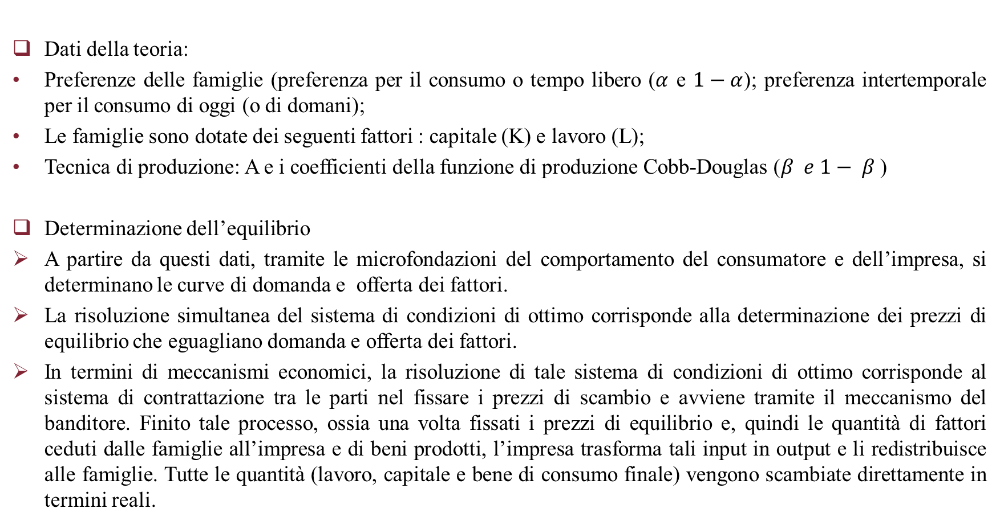 ❑ Dati della teoria:
• Preferenze delle famiglie (preferenza per il consumo o tempo libero (α e 1 − α); preferenza intertemporale
per il consumo di oggi (o di domani);
• Le famiglie sono dotate dei seguenti fattori : capitale (K) e lavoro (L);
• Tecnica di produzione: A e i coefficienti della funzione di produzione Cobb-Douglas (β e 1 − β )
❑ Determinazione dell’equilibrio
➢ A partire da questi dati, tramite le microfondazioni del comportamento del consumatore e dell’impresa, si
determinano le curve di domanda e offerta dei fattori.
➢ La risoluzione simultanea del sistema di condizioni di ottimo corrisponde alla determinazione dei prezzi di
equilibrio che eguagliano domanda e offerta dei fattori.
➢ In termini di meccanismi economici, la risoluzione di tale sistema di condizioni di ottimo corrisponde al
sistema di contrattazione tra le parti nel fissare i prezzi di scambio e avviene tramite il meccanismo del
banditore. Finito tale processo, ossia una volta fissati i prezzi di equilibrio e, quindi le quantità di fattori
ceduti dalle famiglie all’impresa e di beni prodotti, l’impresa trasforma tali input in output e li redistribuisce
alle famiglie. Tutte le quantità (lavoro, capitale e bene di consumo finale) vengono scambiate direttamente in
termini reali.